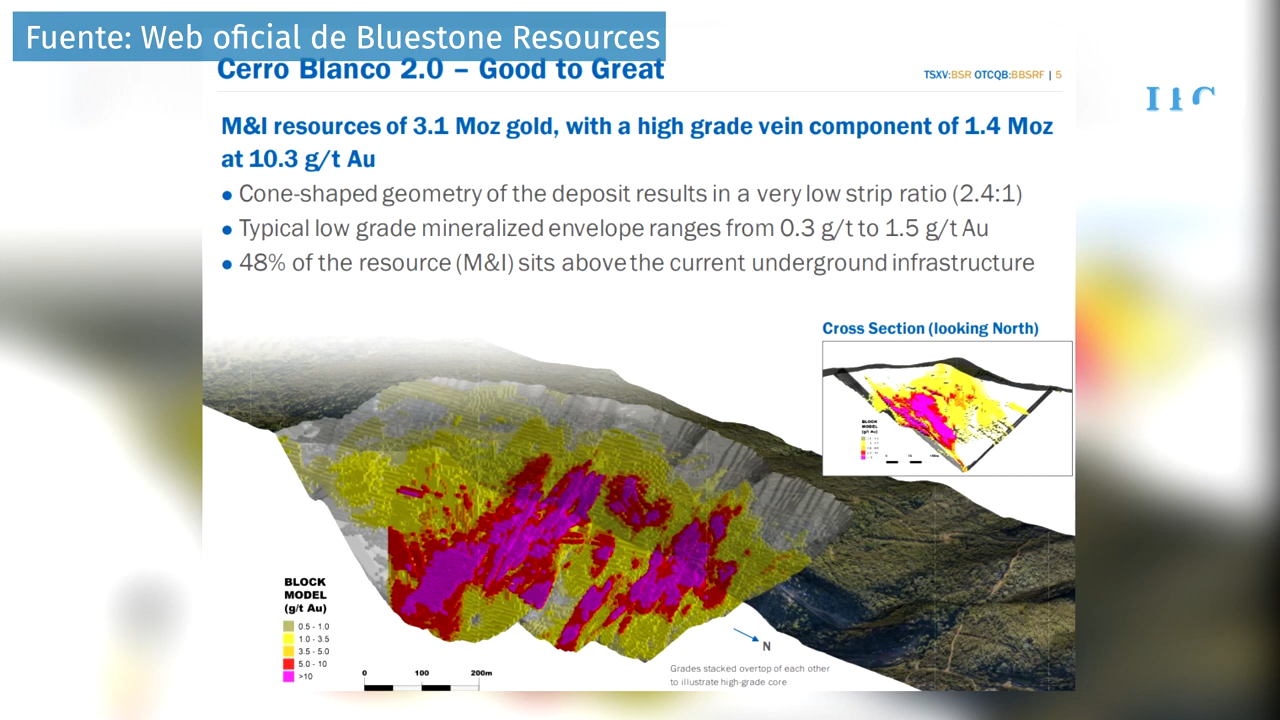 Fuente: Web oficial de Bluestone Resources
Cerro Blanco 2.0 – Good to Great
TSXV:BSR OTCQB:BBSRF | 5
M&I resources of 3.1 Moz gold, with a high grade vein component of 1.4 Moz
at 10.3 g/t Au
● Cone-shaped geometry of the deposit results in a very low strip ratio (2.4:1)
● Typical low grade mineralized envelope ranges from 0.3 g/t to 1.5 g/t Au
● 48% of the resource (M&I) sits above the current underground infrastructure
Cross Section (looking North)
BLOCK
MODEL
(g/t Au)
BLOCK
MODEL
(g/t Au)
0.5 - 1.0
1.0 - 3.5
3.5 - 5.0
5.0 - 10
>10
0 100 200m
N
Grades stacked overtop of each other
to illustrate high-grade core